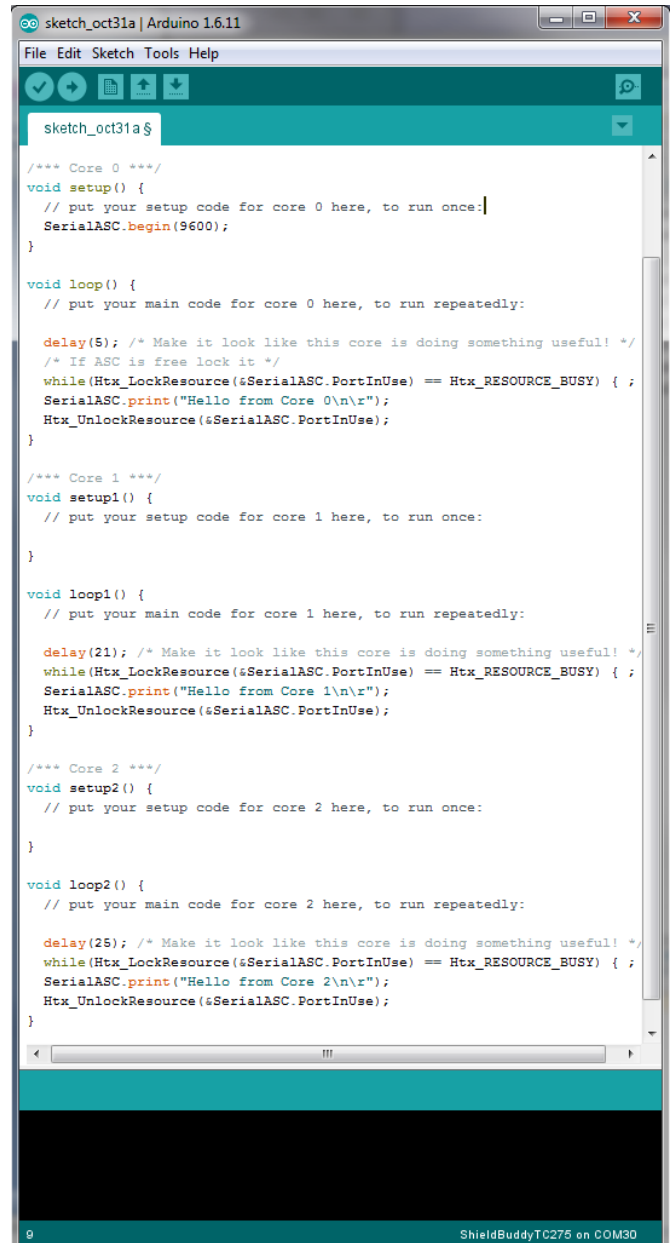 sketch_oct31a | Arduino 1.6.11
File Edit Sketch Tools Help
sketch_oct31a §
/*** Core 0 ***/
void setup() {
  // put your setup code for core 0 here, to run once:
  SerialASC.begin(9600);
}

void loop() {
  // put your main code for core 0 here, to run repeatedly:

  delay(5); /* Make it look like this core is doing something useful! */
  /* If ASC is free lock it */
  while(Htx_LockResource(&SerialASC.PortInUse) == Htx_RESOURCE_BUSY) { ;
  SerialASC.print("Hello from Core 0\n\r");
  Htx_UnlockResource(&SerialASC.PortInUse);
}

/*** Core 1 ***/
void setup1() {
  // put your setup code for core 1 here, to run once:

}

void loop1() {
  // put your main code for core 1 here, to run repeatedly:

  delay(21); /* Make it look like this core is doing something useful! */
  while(Htx_LockResource(&SerialASC.PortInUse) == Htx_RESOURCE_BUSY) { ;
  SerialASC.print("Hello from Core 1\n\r");
  Htx_UnlockResource(&SerialASC.PortInUse);
}

/*** Core 2 ***/
void setup2() {
  // put your setup code for core 2 here, to run once:

}

void loop2() {
  // put your main code for core 2 here, to run repeatedly:

  delay(25); /* Make it look like this core is doing something useful! */
  while(Htx_LockResource(&SerialASC.PortInUse) == Htx_RESOURCE_BUSY) { ;
  SerialASC.print("Hello from Core 2\n\r");
  Htx_UnlockResource(&SerialASC.PortInUse);
}
9 ShieldBuddyTC275 on COM30